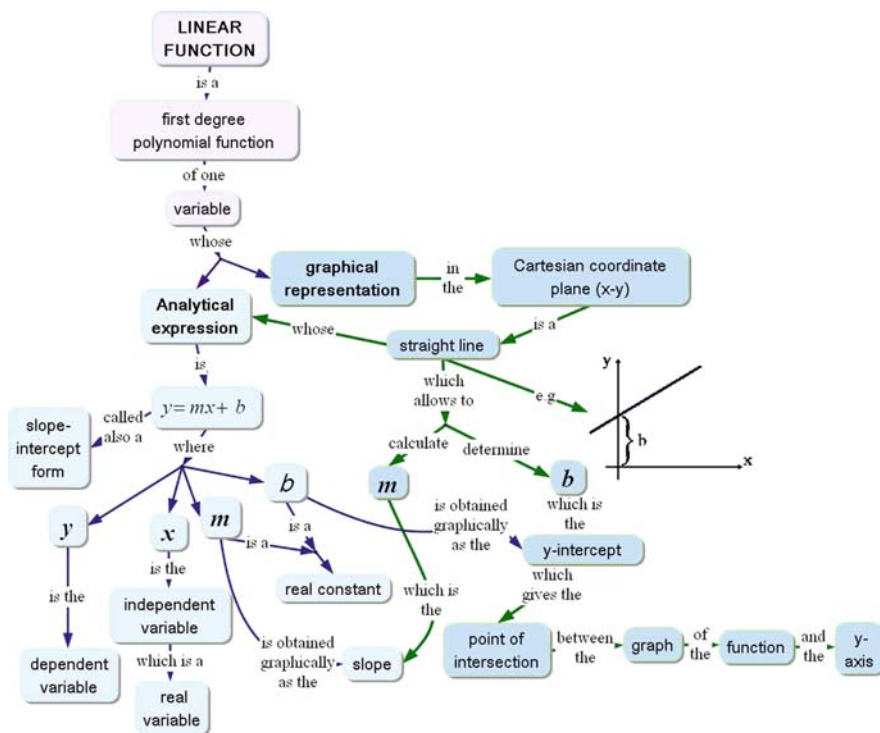 LINEAR
FUNCTION
is a
first degree
polynomial function
of one
variable
whose
graphical
representation
in
the
Cartesian coordinate
plane (x-y)
is a
straight line
whose
Analytical
expression
is
y = mx + b
called
also a
slope-
intercept
form
where
y
is the
dependent
variable
x
is the
independent
variable
which is a
real
variable
m
is a
b
is a
real constant
is obtained
graphically
as the
slope
is obtained
graphically
as the
y-intercept
which
allows to
calculate
m
which is
the
determine
b
which is
the
e.g
y
b
x
which
gives the
point of
intersection
between
the
graph
of
the
function
and
the
y-
axis